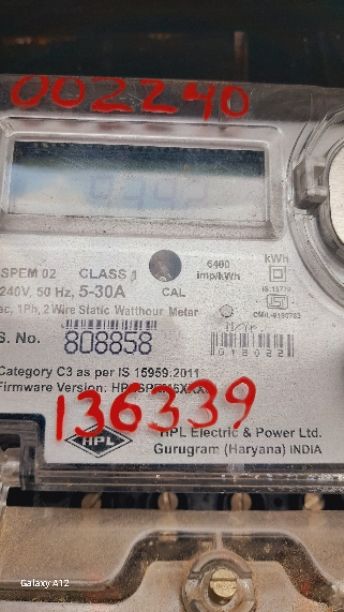 002240
SPEM 02 CLASS 1 6400 kWh
240V, 50 Hz, 5-30A CAL imp/kWh
ac, 1Ph, 2 Wire Static Watthour Meter
S. No. 808858
Category C3 as per IS 15959:2011
Firmware Version:
136339
HPL HPL Electric & Power Ltd.
Gurugram (Haryana) INDIA
Galaxy A12